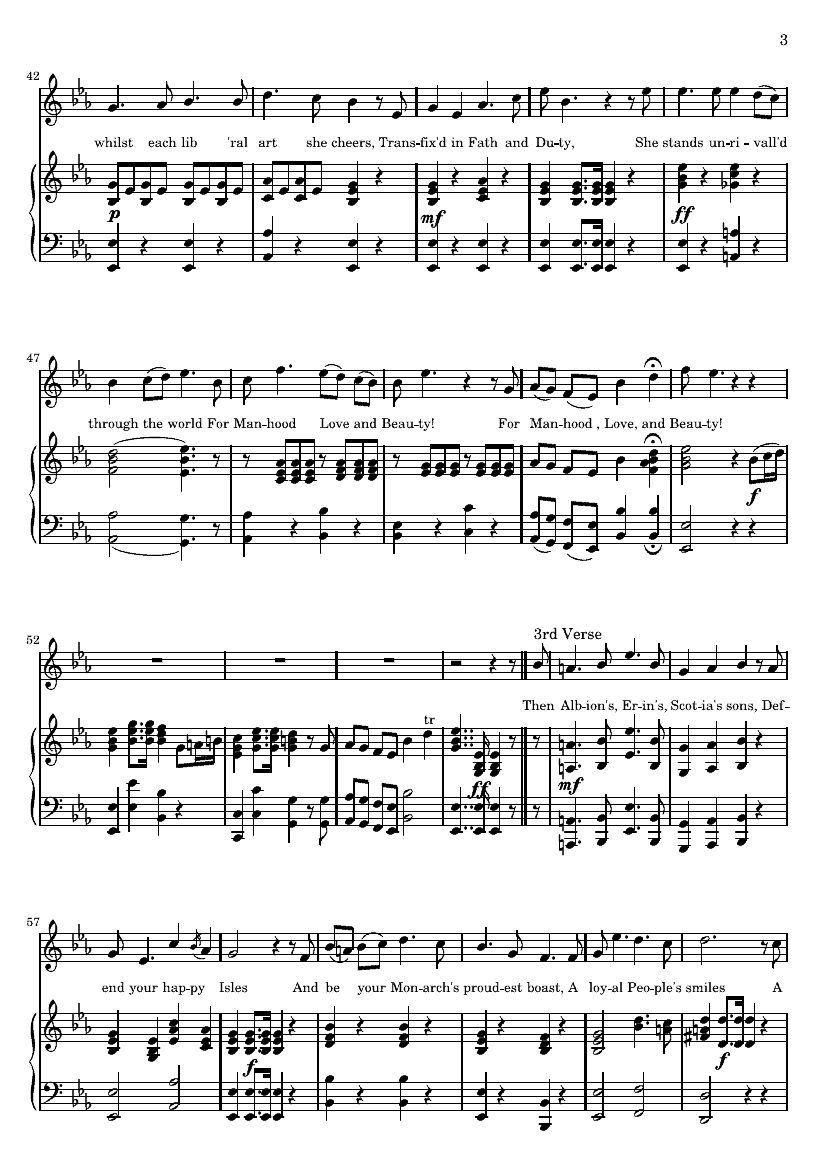 3
42
whilst each lib 'ral art she cheers, Trans-fix'd in Fath and Du-ty, She stands un-ri-vall'd
p mf ff
47
through the world For Man-hood Love and Beau-ty! For Man-hood , Love, and Beau-ty!
f
52
3rd Verse
Then Alb-ion's, Er-in's, Scot-ia's sons, Def-
tr
ff mf
57
end your hap-py Isles And be your Mon-arch's proud-est boast, A loy-al Peo-ple's smiles A
f f